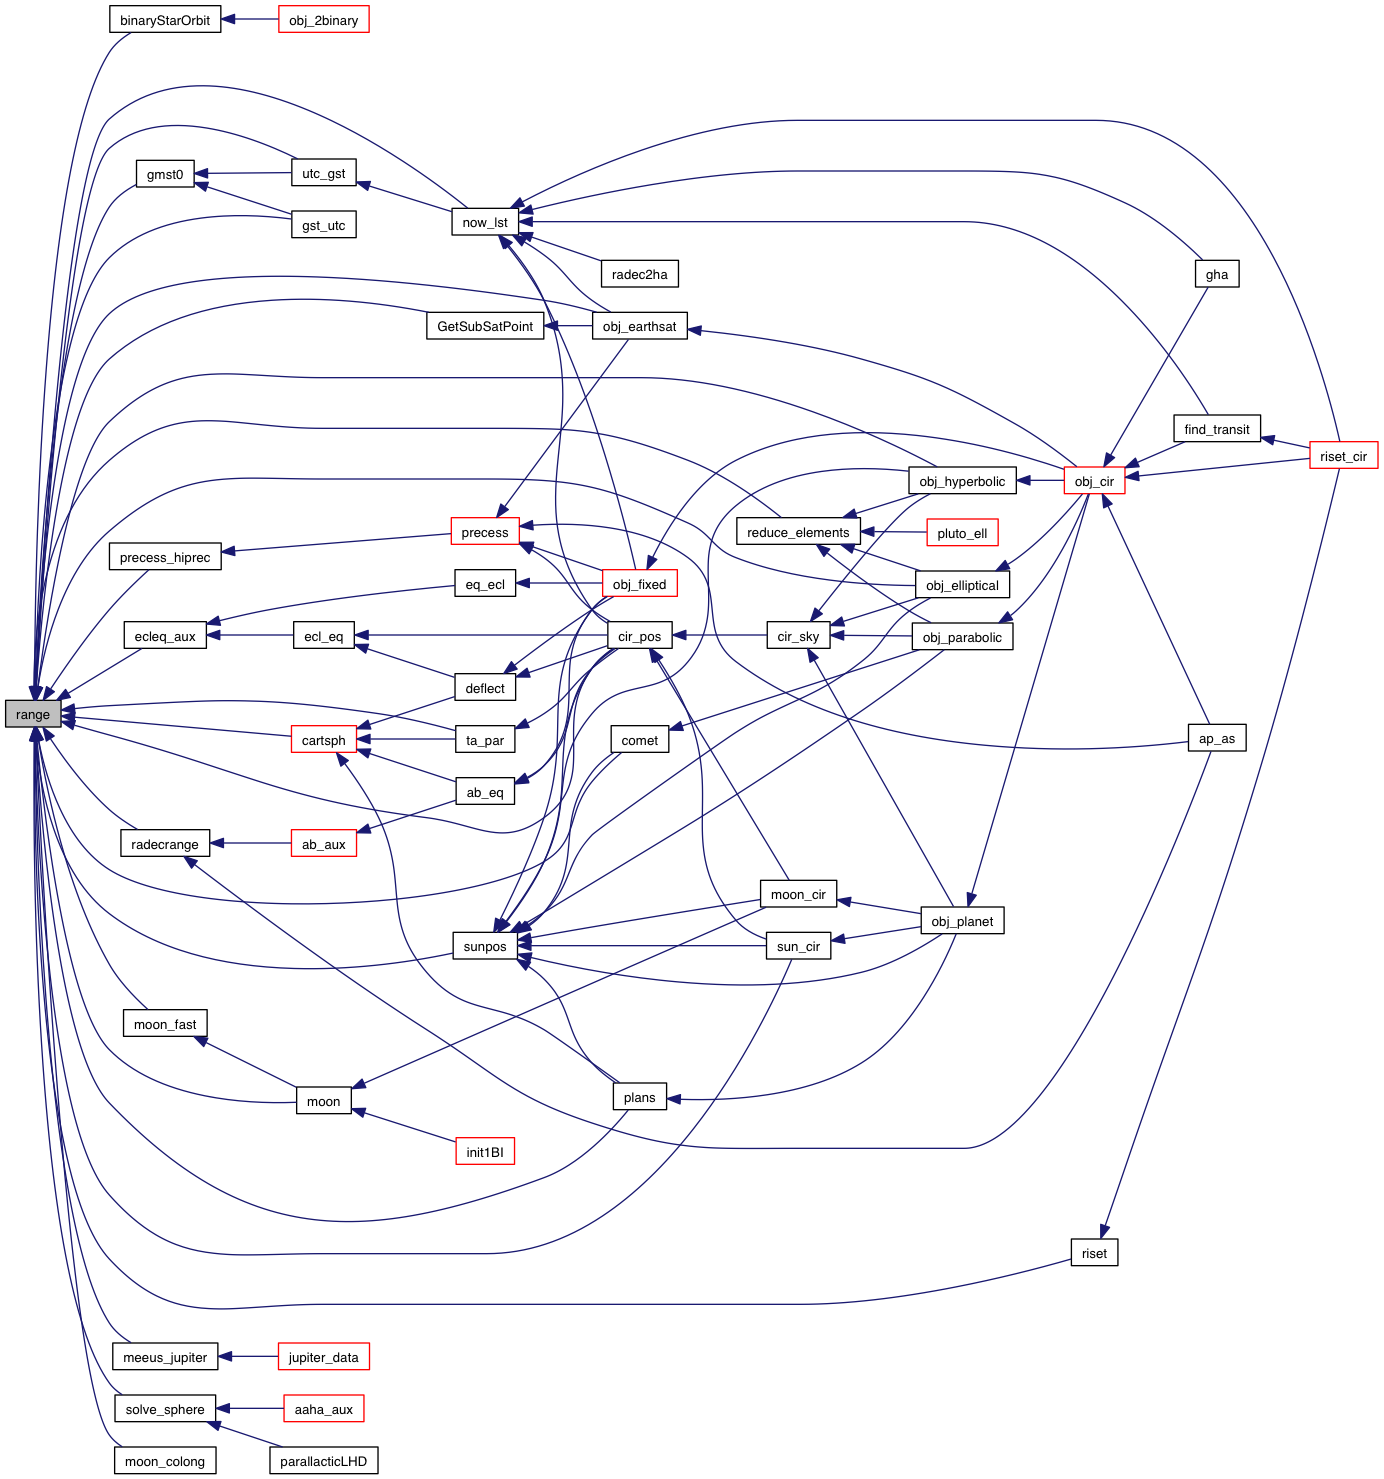 binaryStarOrbit
obj_2binary
gmst0
utc_gst
gst_utc
now_lst
radec2ha
gha
GetSubSatPoint
obj_earthsat
find_transit
riset_cir
obj_hyperbolic
obj_cir
precess
reduce_elements
pluto_ell
precess_hiprec
eq_ecl
obj_fixed
obj_elliptical
ecleq_aux
ecl_eq
cir_pos
cir_sky
obj_parabolic
deflect
range
cartsph
ta_par
comet
ap_as
ab_eq
radecrange
ab_aux
moon_cir
obj_planet
sunpos
sun_cir
moon_fast
moon
plans
init1BI
riset
meeus_jupiter
jupiter_data
solve_sphere
aaha_aux
moon_colong
parallacticLHD